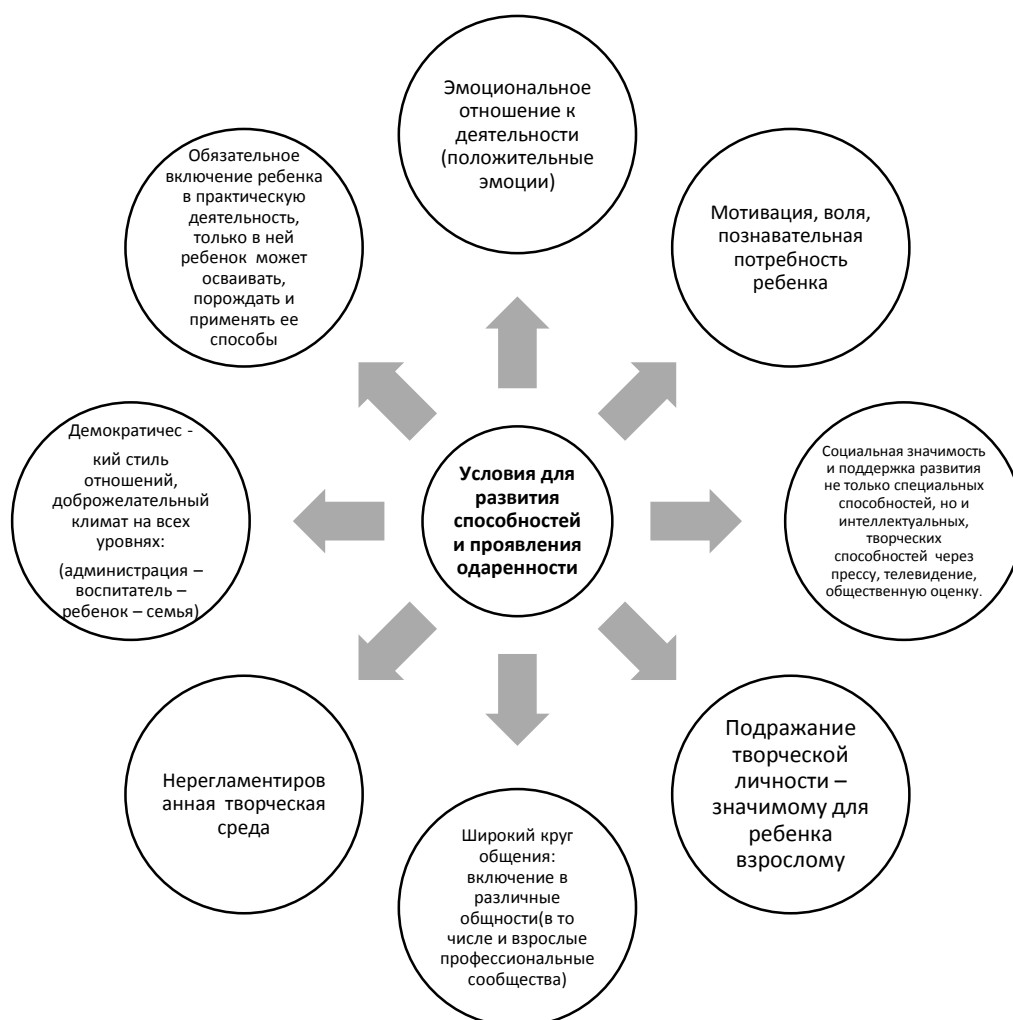 Эмоциональное
отношение к
деятельности
(положительные
эмоции)
Мотивация, воля,
познавательная
потребность
ребенка
Социальная значимость
и поддержка развития
не только специальных
способностей, но и
интеллектуальных,
творческих
способностей через
прессу, телевидение,
общественную оценку.
Подражание
творческой
личности –
значимому для
ребенка
взрослому
Широкий круг
общения:
включение в
различные
общности(в то
числе и взрослые
профессиональные
сообщества)
Нерегламентиров
анная творческая
среда
Демократичес -
кий стиль
отношений,
доброжелательный
климат на всех
уровнях:
(администрация –
воспитатель –
ребенок – семья)
Обязательное
включение ребенка
в практическую
деятельность,
только в ней
ребенок может
осваивать,
порождать и
применять ее
способы
Условия для
развития
способностей
и проявления
одаренности